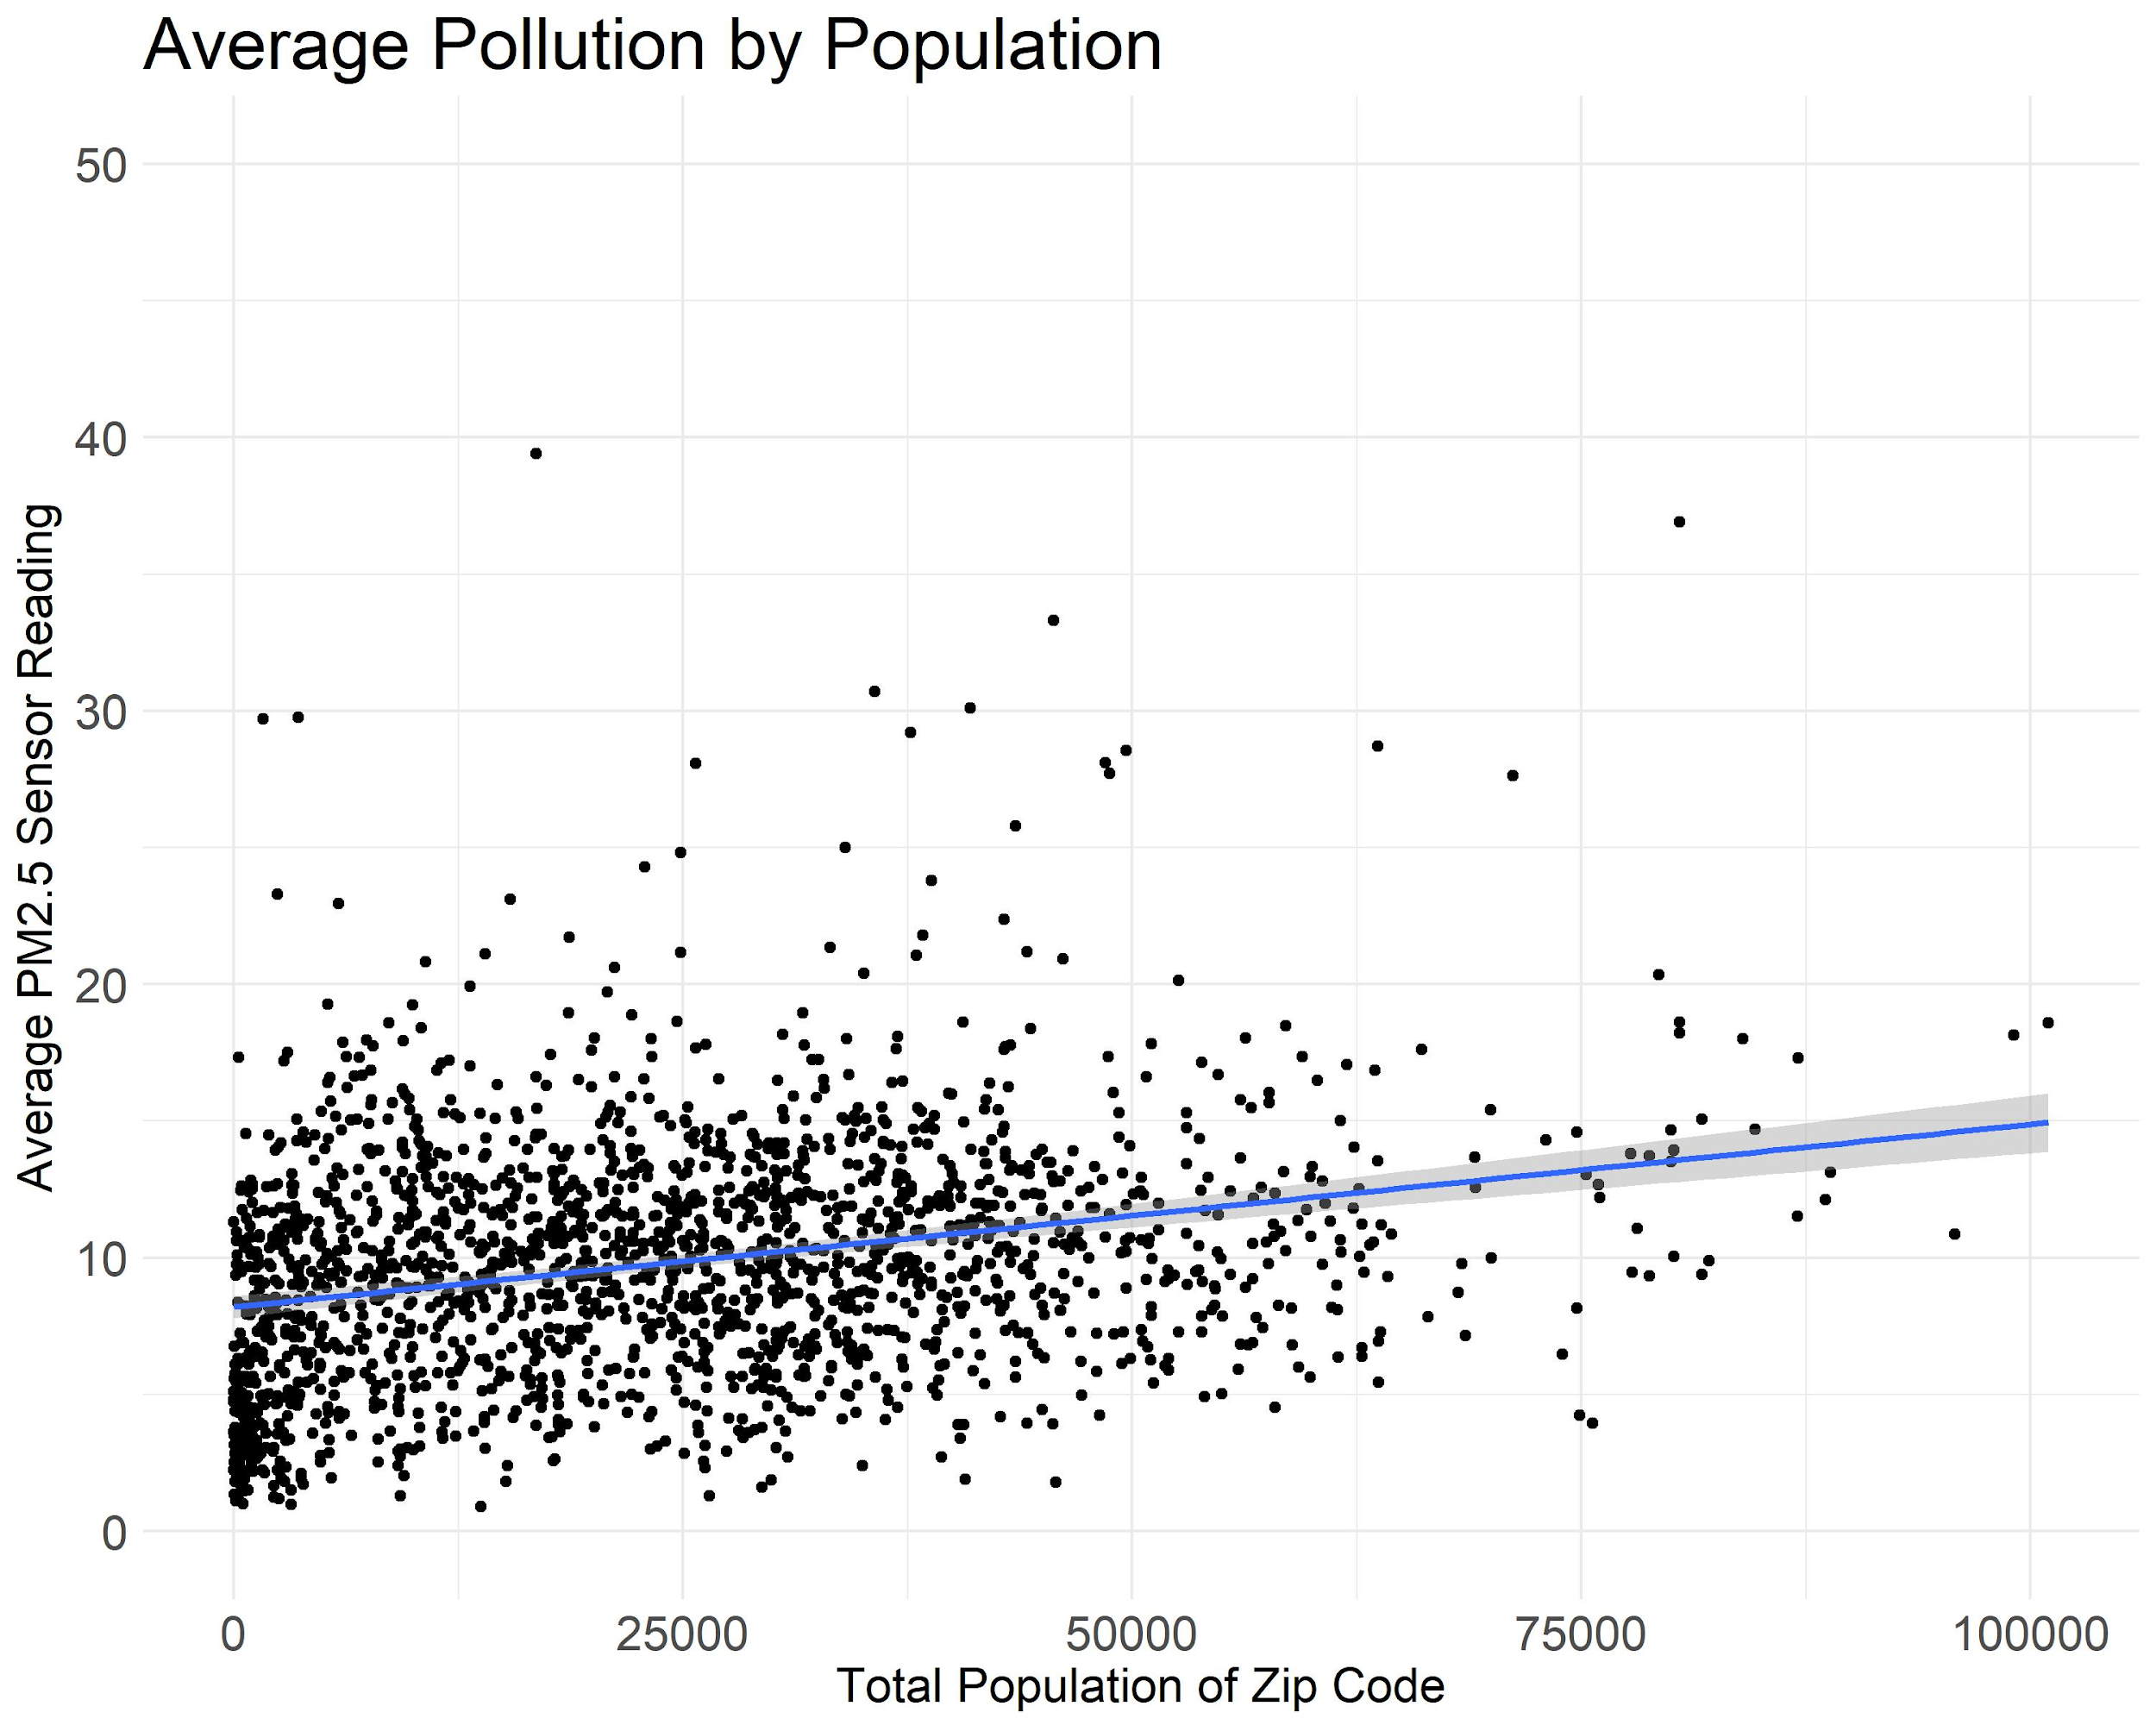 Average Pollution by Population
50
40
30
20
10
0
Average PM2.5 Sensor Reading
0 25000 50000 75000 100000
Total Population of Zip Code